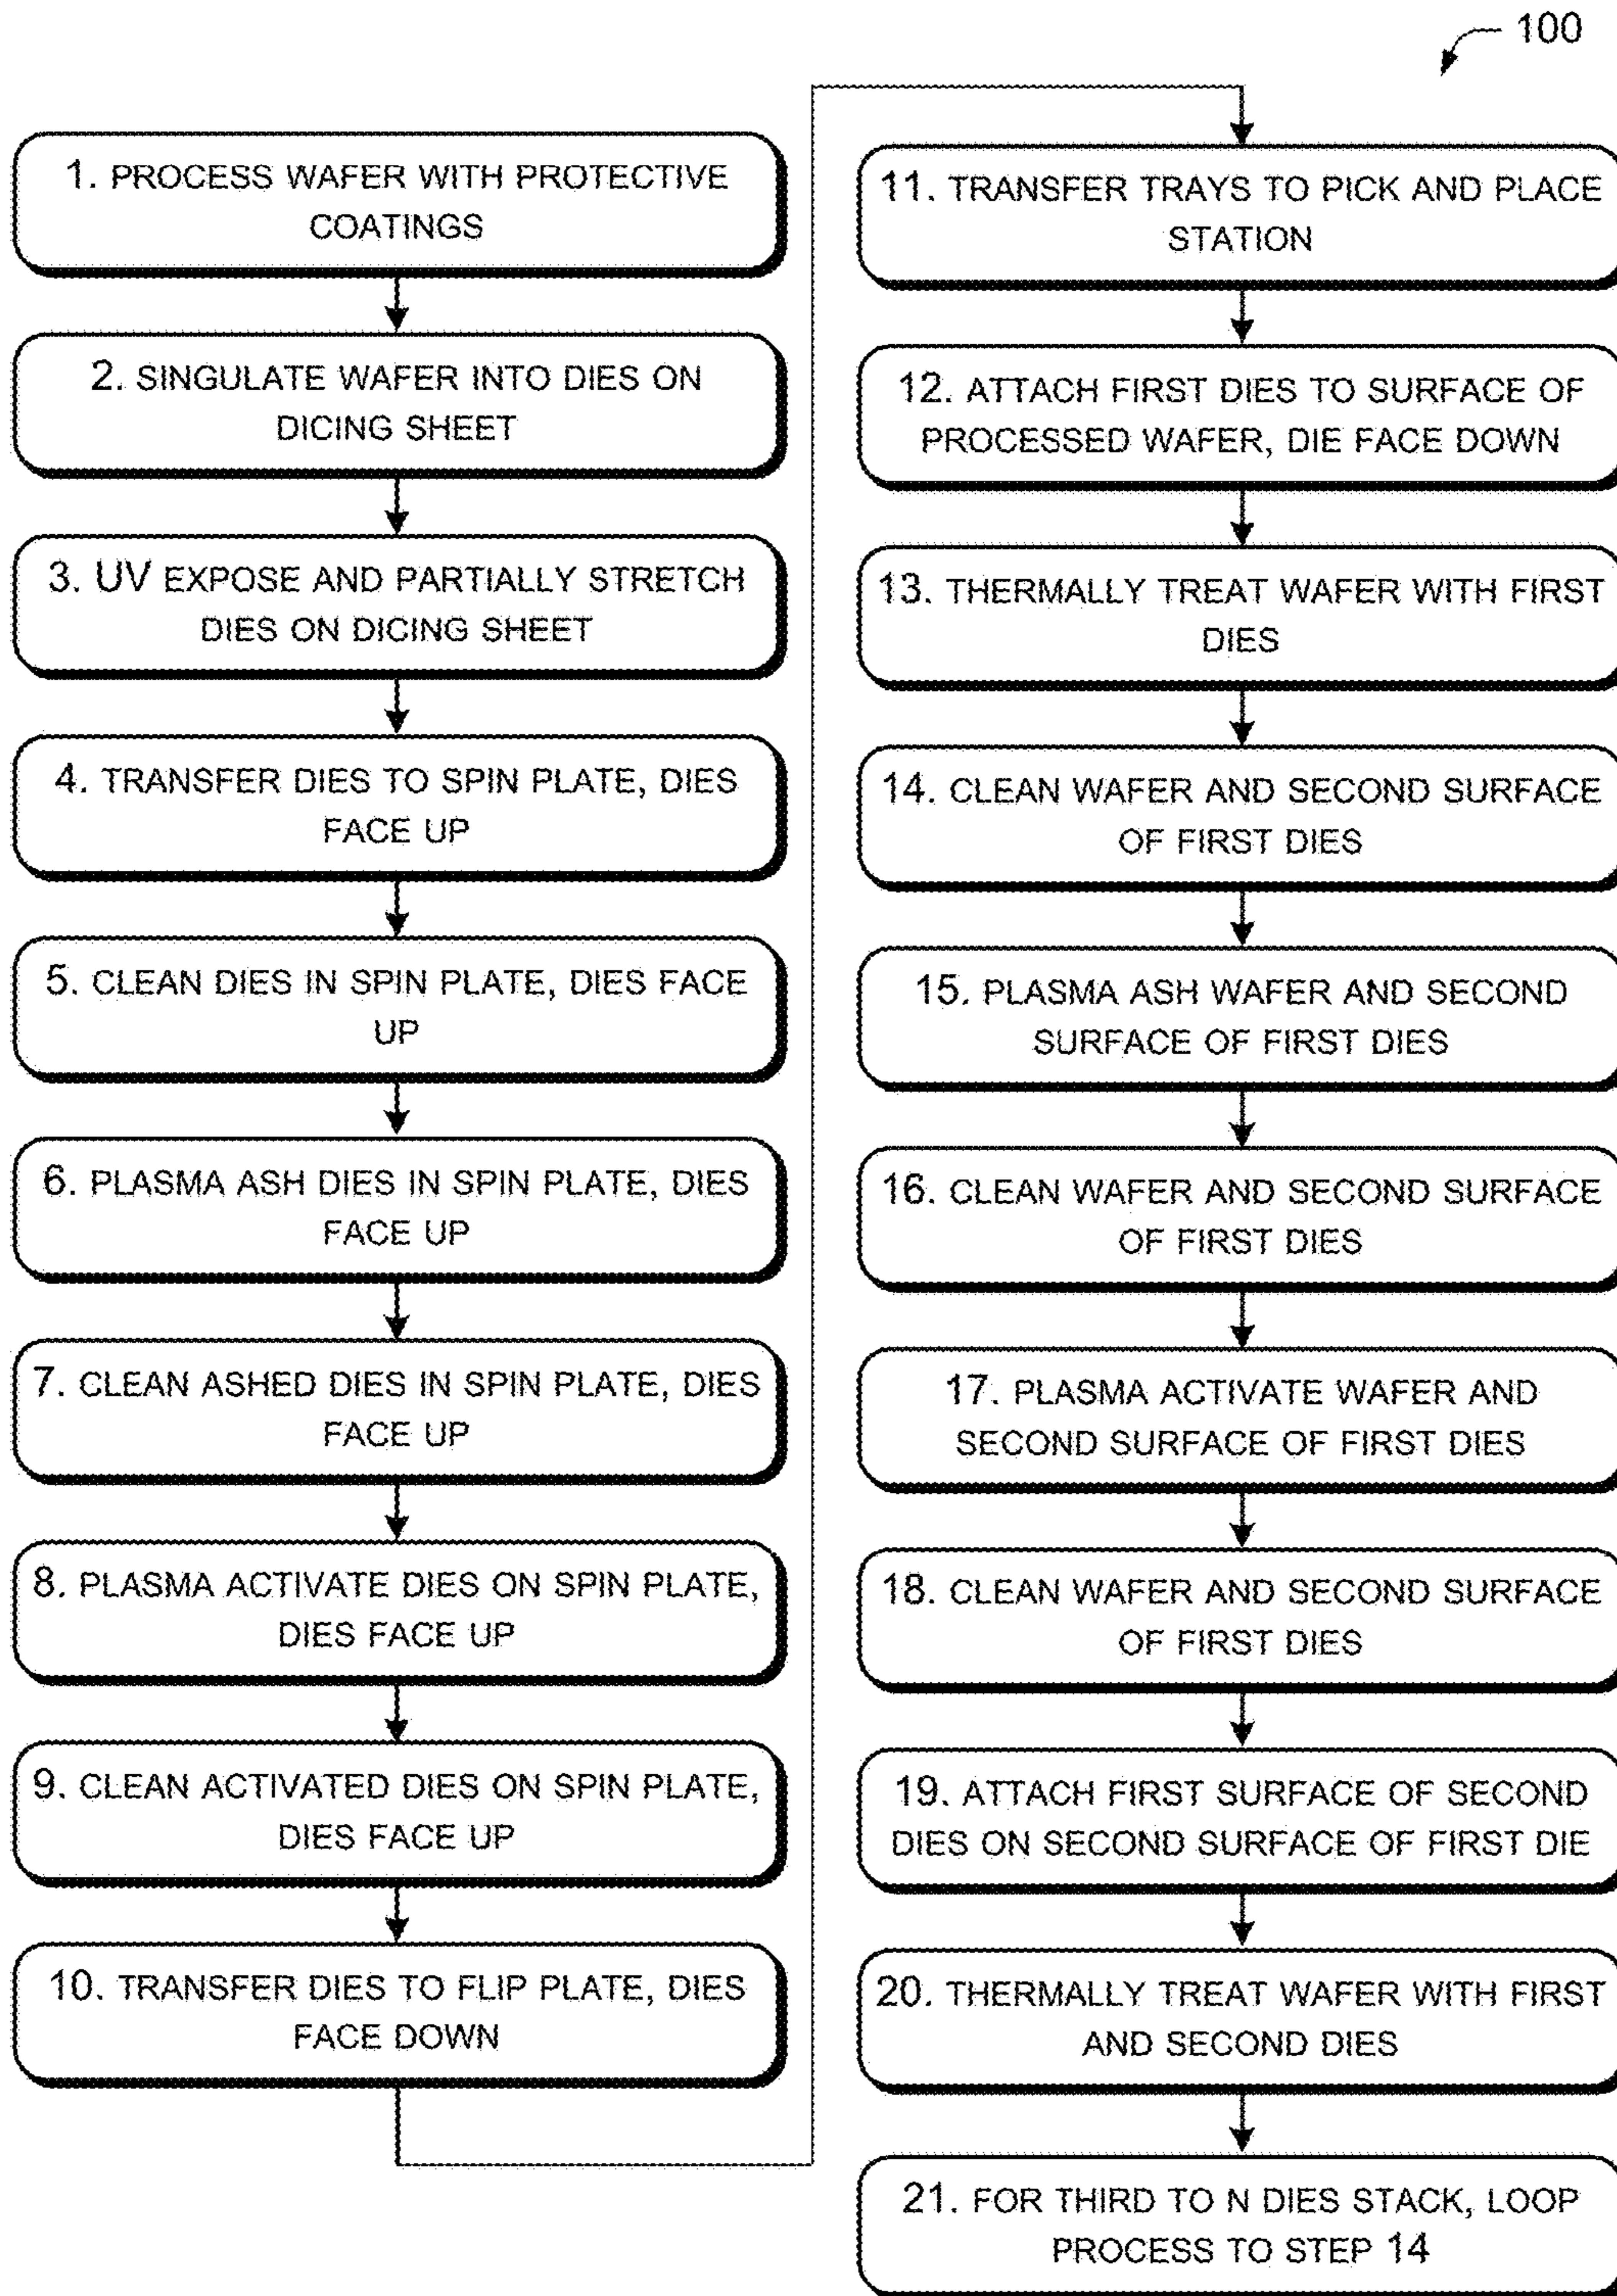 100
1. PROCESS WAFER WITH PROTECTIVE
COATINGS
2. SINGULATE WAFER INTO DIES ON
DICING SHEET
3. UV EXPOSE AND PARTIALLY STRETCH
DIES ON DICING SHEET
4. TRANSFER DIES TO SPIN PLATE, DIES
FACE UP
5. CLEAN DIES IN SPIN PLATE, DIES FACE
UP
6. PLASMA ASH DIES IN SPIN PLATE, DIES
FACE UP
7. CLEAN ASHED DIES IN SPIN PLATE, DIES
FACE UP
8. PLASMA ACTIVATE DIES ON SPIN PLATE,
DIES FACE UP
9. CLEAN ACTIVATED DIES ON SPIN PLATE,
DIES FACE UP
10. TRANSFER DIES TO FLIP PLATE, DIES
FACE DOWN
11. TRANSFER TRAYS TO PICK AND PLACE
STATION
12. ATTACH FIRST DIES TO SURFACE OF
PROCESSED WAFER, DIE FACE DOWN
13. THERMALLY TREAT WAFER WITH FIRST
DIES
14. CLEAN WAFER AND SECOND SURFACE
OF FIRST DIES
15. PLASMA ASH WAFER AND SECOND
SURFACE OF FIRST DIES
16. CLEAN WAFER AND SECOND SURFACE
OF FIRST DIES
17. PLASMA ACTIVATE WAFER AND
SECOND SURFACE OF FIRST DIES
18. CLEAN WAFER AND SECOND SURFACE
OF FIRST DIES
19. ATTACH FIRST SURFACE OF SECOND
DIES ON SECOND SURFACE OF FIRST DIE
20. THERMALLY TREAT WAFER WITH FIRST
AND SECOND DIES
21. FOR THIRD TO N DIES STACK, LOOP
PROCESS TO STEP 14